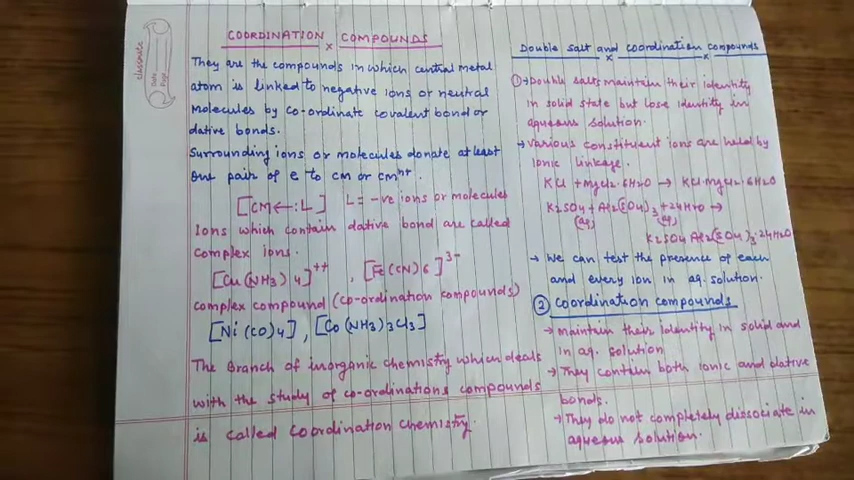 classmate
Date
Page
COORDINATION x COMPOUNDS
They are the compounds in which central metal
atom is linked to negative ions or neutral
molecules by co-ordinate covalent bond or
dative bonds.
Surrounding ions or molecules donate at least
one pair of e to CM or CMⁿ⁺.
[CM←:L] L = -ve ions or molecules
Ions which contain dative bond are called
complex ions.
[Cu(NH3)4]⁺⁺ , [Fe(CN)6]³⁻
complex compound (co-ordination compounds)
[Ni(CO)4], [Co(NH3)3Cl3]
The Branch of inorganic chemistry which deals
with the study of co-ordinations compounds
is called Coordination Chemistry.
Double salt and coordination compounds
x x
① → Double salts maintain their identity
in solid state but lose identity in
aqueous solution.
→ Various constituent ions are held by
ionic linkage.
KCl + MgCl2·6H2O → KCl·MgCl2·6H2O
K2SO4 + Al2(SO4)3 + 24H2O →
(aq) (aq)
K2SO4 Al2(SO4)3·24H2O
→ We can test the presence of each
and every ion in aq. solution.
② Coordination compounds
→ Maintain their identity in solid and
in aq. solution
→ They contain both ionic and dative
bonds.
→ They do not completely dissociate in
aqueous solution.